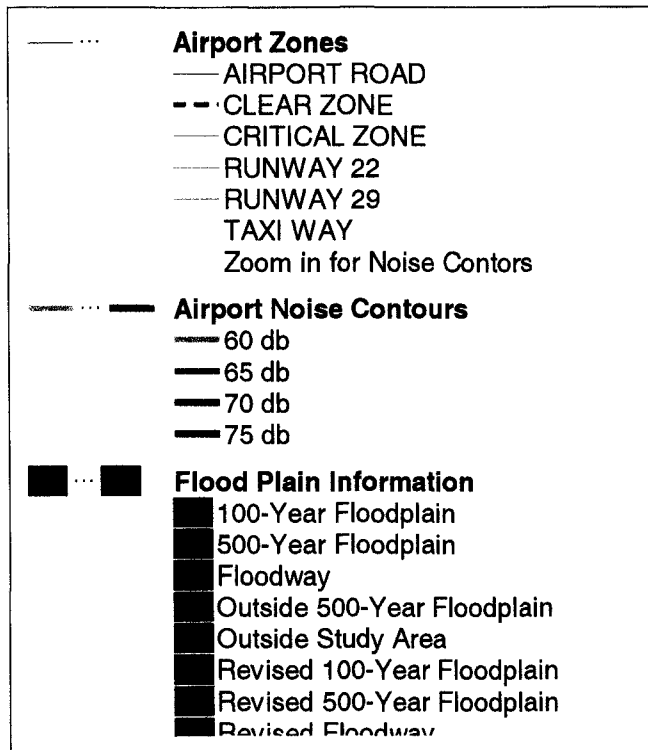 Airport Zones
AIRPORT ROAD
CLEAR ZONE
CRITICAL ZONE
RUNWAY 22
RUNWAY 29
TAXI WAY
Zoom in for Noise Contors
Airport Noise Contours
60 db
65 db
70 db
75 db
Flood Plain Information
100-Year Floodplain
500-Year Floodplain
Floodway
Outside 500-Year Floodplain
Outside Study Area
Revised 100-Year Floodplain
Revised 500-Year Floodplain
Revised Floodway